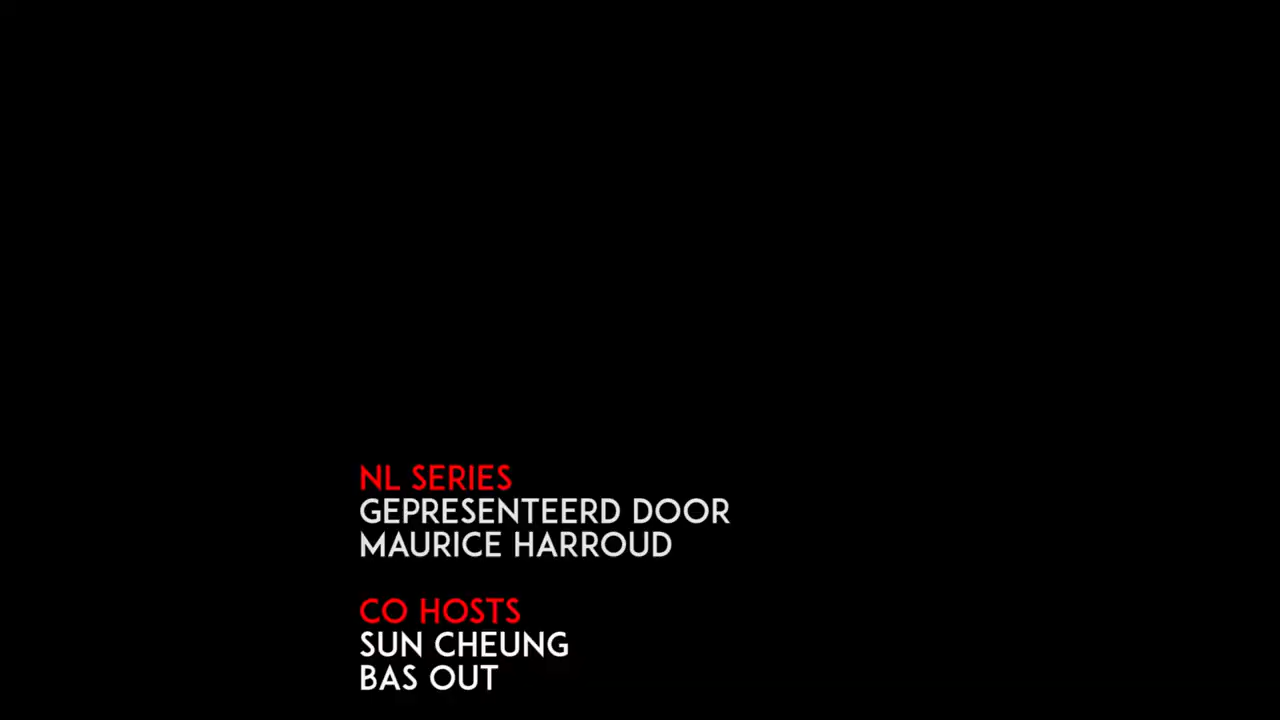 NL SERIES
GEPRESENTEERD DOOR
MAURICE HARROUD
CO HOSTS
SUN CHEUNG
BAS OUT